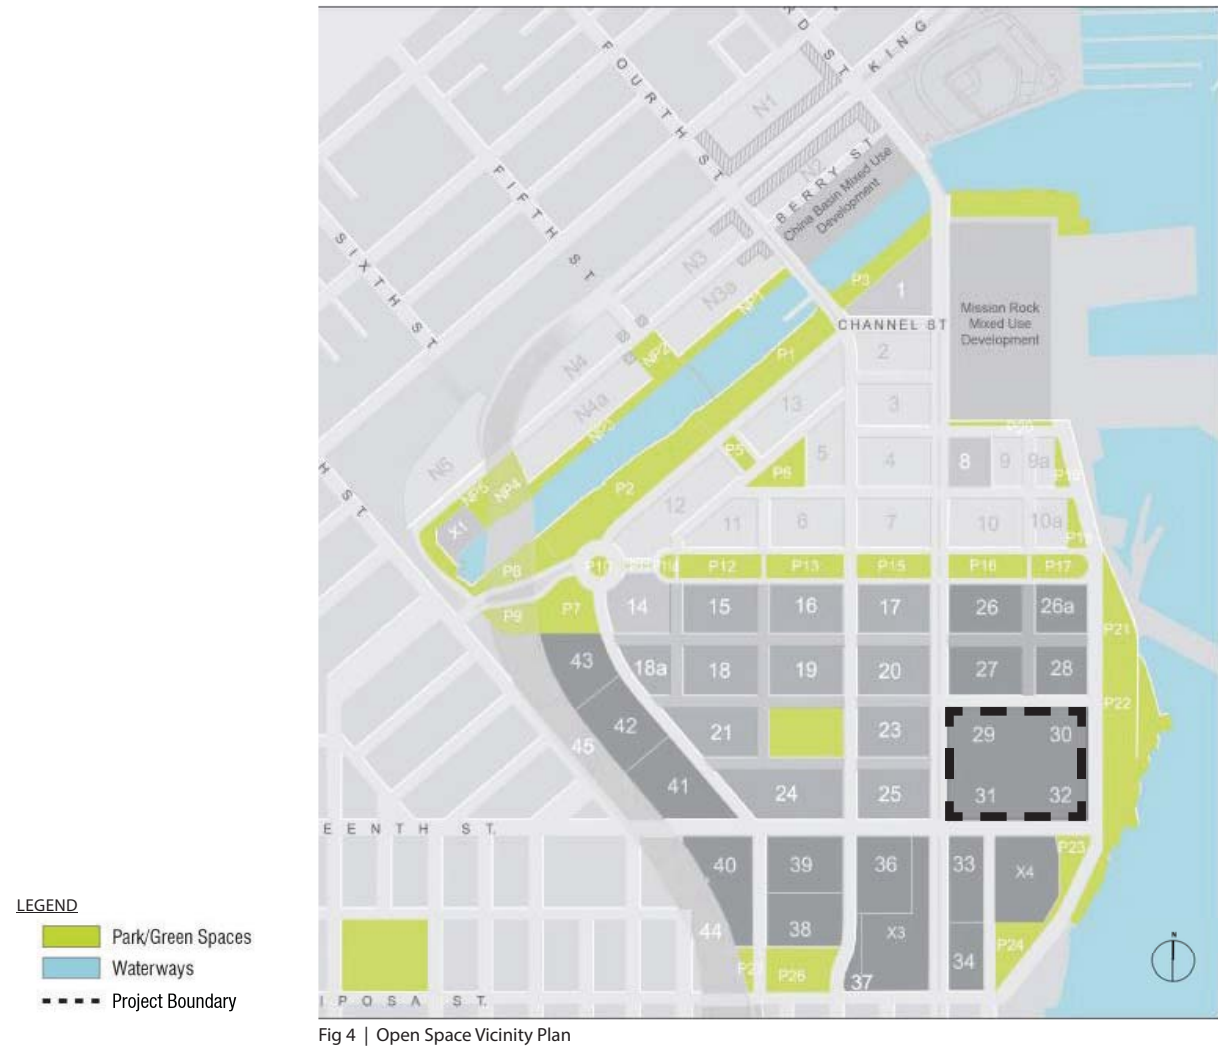 KING
RD ST
FOURTH ST
N1
N2
BERRY ST
China Basin Mixed Use
Development
FIFTH ST
SIXTH ST
N3
N3a
NP1
P3
1
Mission Rock
Mixed Use
Development
CHANNEL ST
P1
2
N4
NP2
N4a
NP3
13
3
P5
P6
5
4
8
9
9a
P19
N5
NP5
NP4
P2
H ST
12
11
6
7
10
10a
X1
P8
P10
P12
P13
P15
P16
P17
P9
P7
14
15
16
17
26
26a
P21
43
18a
18
19
20
27
28
P22
42
45
21
23
29
30
41
24
25
31
32
EENTH ST.
P23
40
39
36
33
X4
44
38
X3
34
P24
P27
P26
37
IPOSA ST.
N
LEGEND
Park/Green Spaces
Waterways
Project Boundary
Fig 4 | Open Space Vicinity Plan